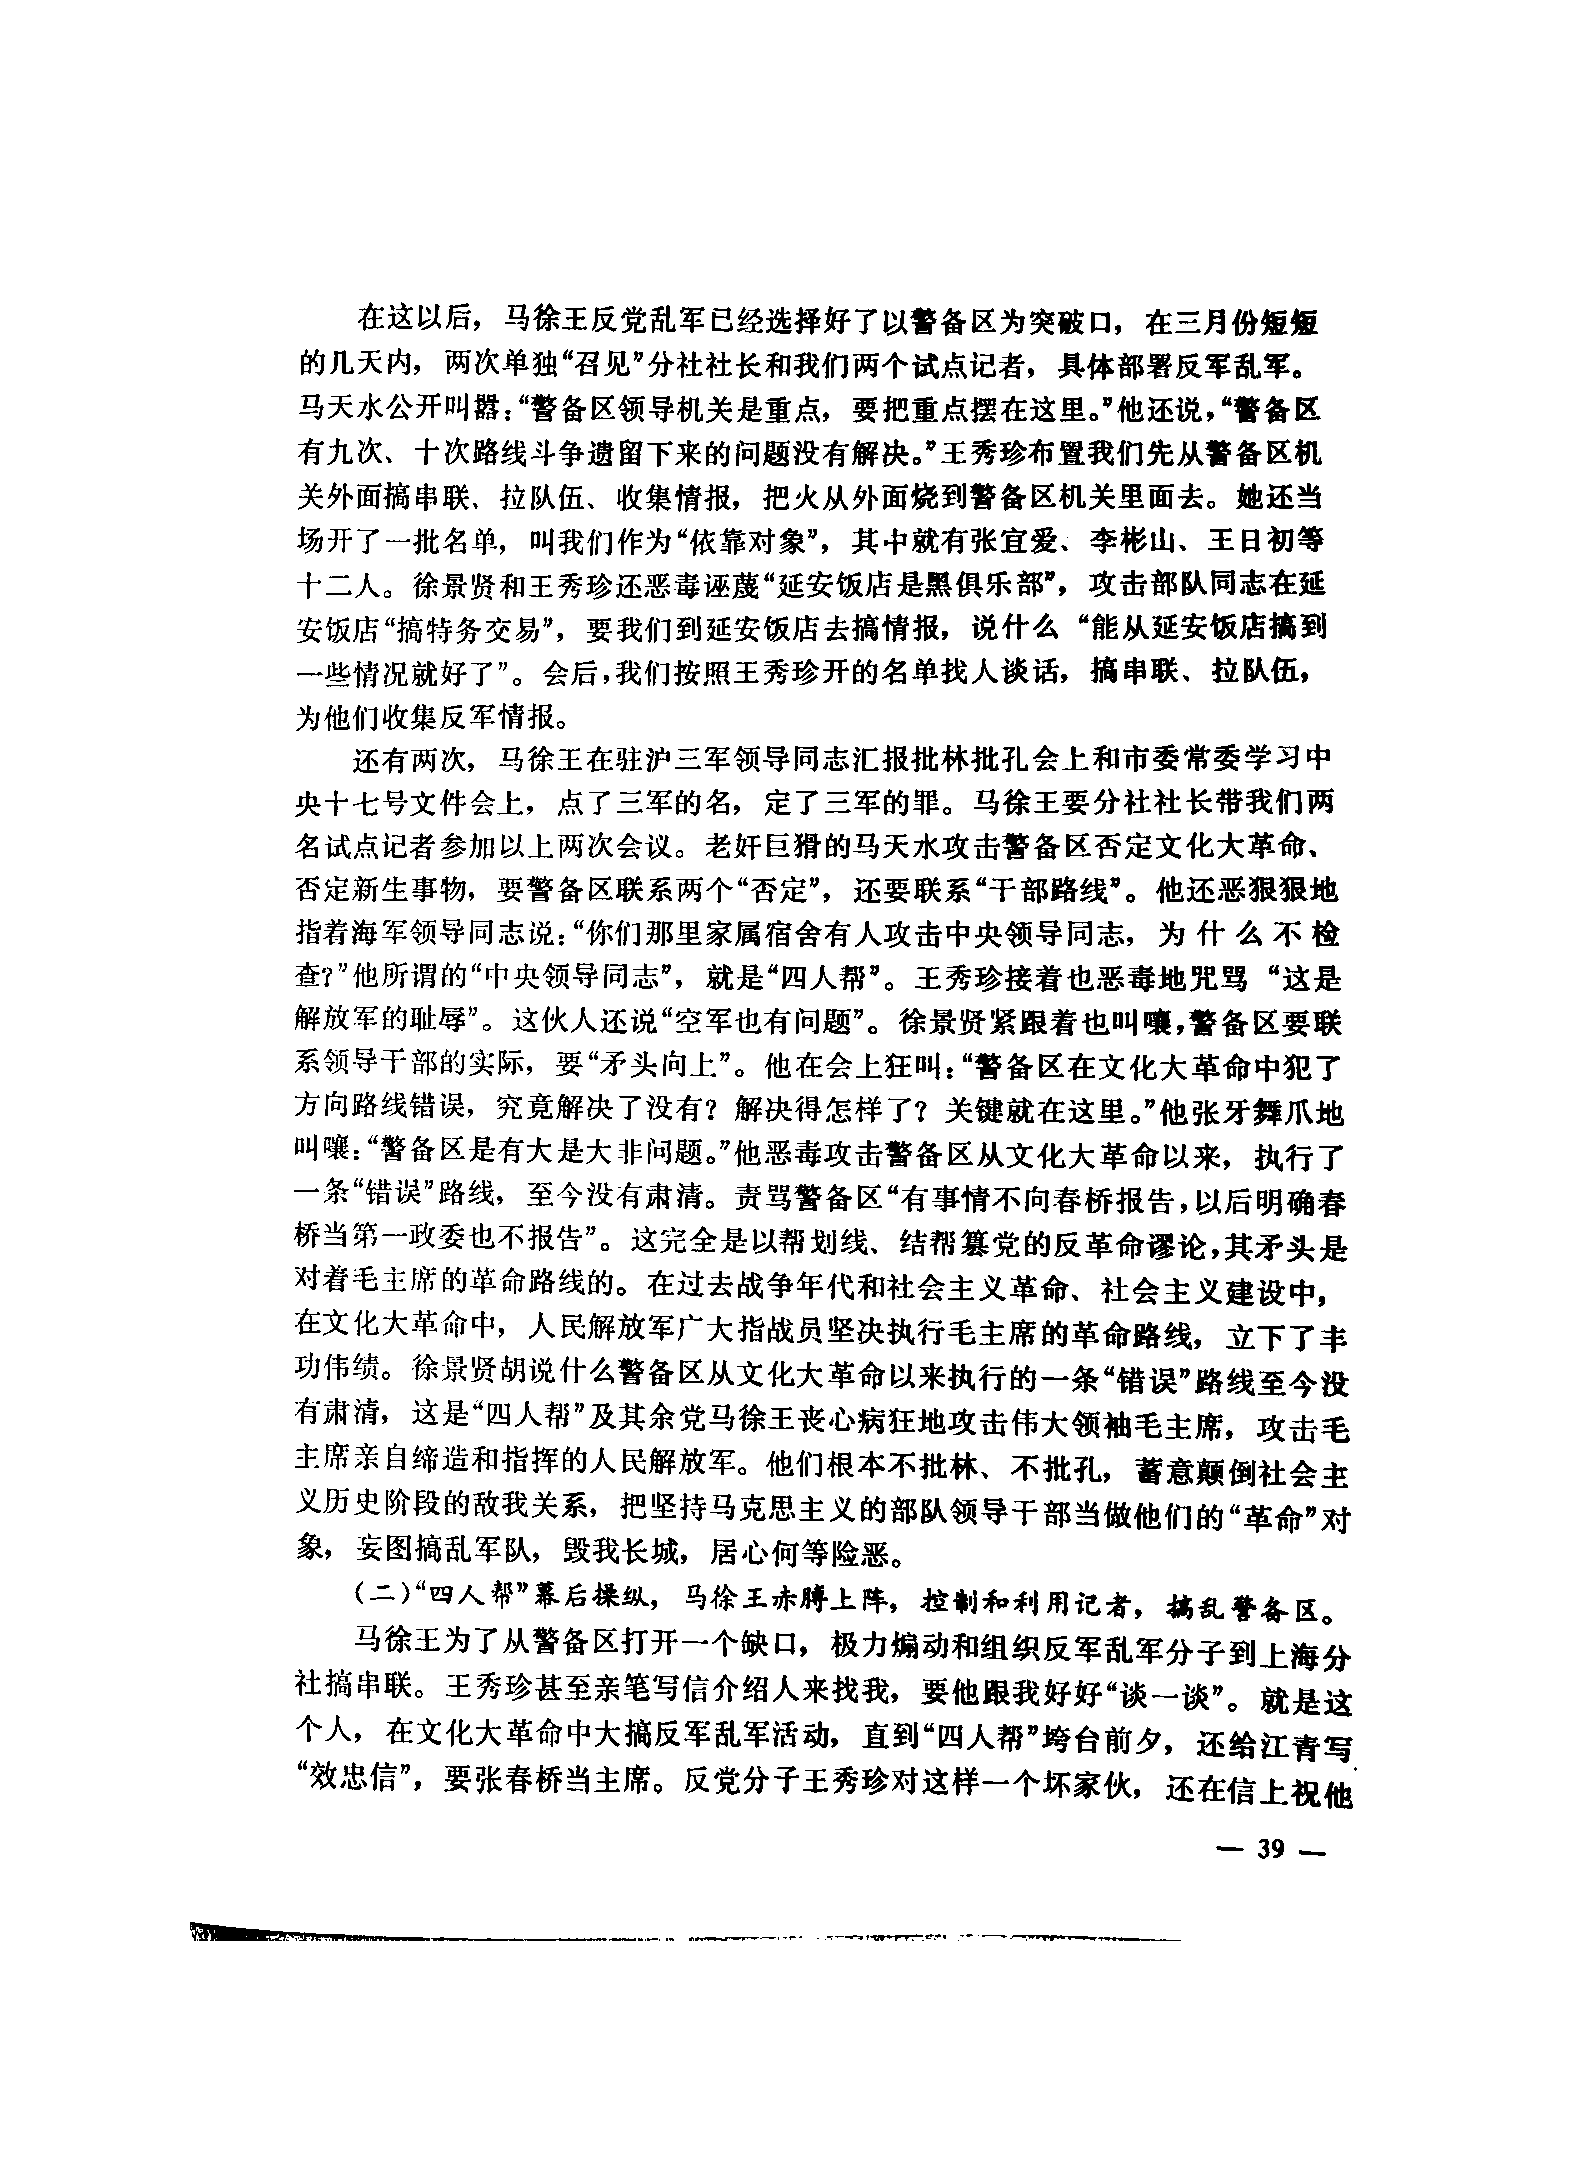 在这以后，马徐王反党乱军已经选择好了以警备区为突破口，在三月份短短
的几天内，两次单独“召见”分社社长和我们两个试点记者，具体部署反军乱军。
马天水公开叫嚣：“警备区领导机关是重点，要把重点摆在这里。”他还说，“警备区
有九次、十次路线斗争遗留下来的问题没有解决。”王秀珍布置我们先从警备区机
关外面搞串联、拉队伍、收集情报，把火从外面烧到警备区机关里面去。她还当
场开了一批名单，叫我们作为“依靠对象”，其中就有张宜爱、李彬山、王日初等
十二人。徐景贤和王秀珍还恶毒诬蔑“延安饭店是黑俱乐部”，攻击部队同志在延
安饭店“搞特务交易”，要我们到延安饭店去搞情报，说什么“能从延安饭店搞到
一些情况就好了”。会后，我们按照王秀珍开的名单找人谈话，搞串联、拉队伍，
为他们收集反军情报。
还有两次，马徐王在驻沪三军领导同志汇报批林批孔会上和市委常委学习中
央十七号文件会上，点了三军的名，定了三军的罪。马徐王要分社社长带我们两
名试点记者参加以上两次会议。老奸巨猾的马天水攻击警备区否定文化大革命、
否定新生事物，要警备区联系两个“否定”，还要联系“干部路线”。他还恶狠狠地
指着海军领导同志说：“你们那里家属宿舍有人攻击中央领导同志，为什么不检
查？”他所谓的“中央领导同志”，就是“四人帮”。王秀珍接着也恶毒地咒骂“这是
解放军的耻辱”。这伙人还说“空军也有问题”。徐景贤紧跟着也叫嚷，警备区要联
系领导干部的实际，要“矛头向上”。他在会上狂叫：“警备区在文化大革命中犯了
方向路线错误，究竟解决了没有？解决得怎样了？关键就在这里。”他张牙舞爪地
叫嚷：“警备区是有大是大非问题。”他恶毒攻击警备区从文化大革命以来，执行了
一条“错误”路线，至今没有肃清。责骂警备区“有事情不向春桥报告，以后明确春
桥当第一政委也不报告”。这完全是以帮划线、结帮篡党的反革命谬论，其矛头是
对着毛主席的革命路线的。在过去战争年代和社会主义革命、社会主义建设中，
在文化大革命中，人民解放军广大指战员坚决执行毛主席的革命路线，立下了丰
功伟绩。徐景贤胡说什么警备区从文化大革命以来执行的一条“错误”路线至今没
有肃清，这是“四人帮”及其余党马徐王丧心病狂地攻击伟大领袖毛主席，攻击毛
主席亲自缔造和指挥的人民解放军。他们根本不批林、不批孔，蓄意颠倒社会主
义历史阶段的敌我关系，把坚持马克思主义的部队领导干部当做他们的“革命”对
象，妄图搞乱军队，毁我长城，居心何等险恶。
（二）“四人帮”幕后操纵，马徐王赤膊上阵，控制和利用记者，搞乱警备区。
马徐王为了从警备区打开一个缺口，极力煽动和组织反军乱军分子到上海分
社搞串联。王秀珍甚至亲笔写信介绍人来找我，要他跟我好好“谈一谈”。就是这
个人，在文化大革命中大搞反军乱军活动，直到“四人帮”垮台前夕，还给江青写
“效忠信”，要张春桥当主席。反党分子王秀珍对这样一个坏家伙，还在信上祝他
— 39 —